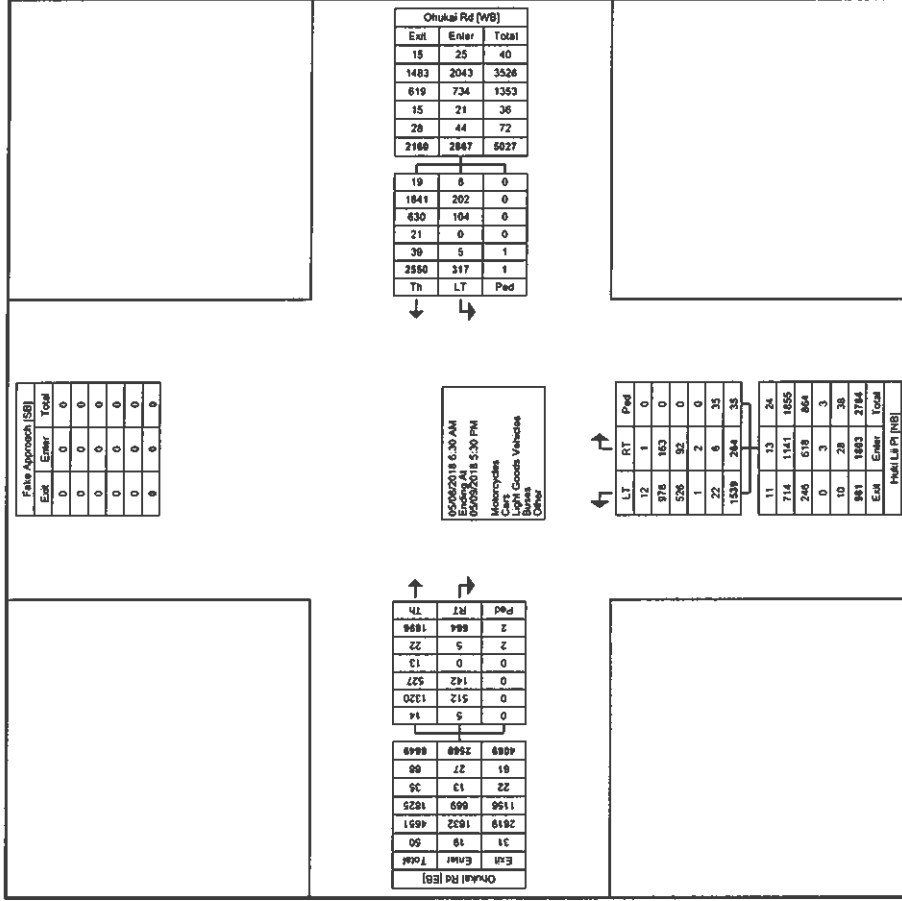 Ohukai Rd [WB]
Exit Enter Total
15 25 40
1483 2043 3526
619 734 1353
15 21 36
28 44 72
2160 2867 5027
19 6 0
1841 202 0
630 104 0
21 0 0
39 5 1
2550 317 1
Th LT Ped
Fake Approach [SB]
Exit Enter Total
0 0 0
0 0 0
0 0 0
0 0 0
0 0 0
0 0 0
05/08/2018 6:30 AM
Ending At
05/09/2018 5:30 PM
Motorcycles
Cars
Light Goods Vehicles
Buses
Other
LT RT Ped
12 1 0
978 163 0
526 92 0
1 2 0
22 6 35
1539 264 35
11 13 24
714 1141 1855
246 618 864
0 3 3
10 28 38
981 1803 2784
Exit Enter Total
Huki Lii Pl [NB]
Ohukai Rd [EB]
Exit Enter Total
31 19 50
2819 1832 4651
1156 669 1825
22 13 35
61 27 88
4089 2560 6649
0 5 14
0 512 1320
0 142 527
0 0 13
2 5 22
2 664 1896
Ped RT Th